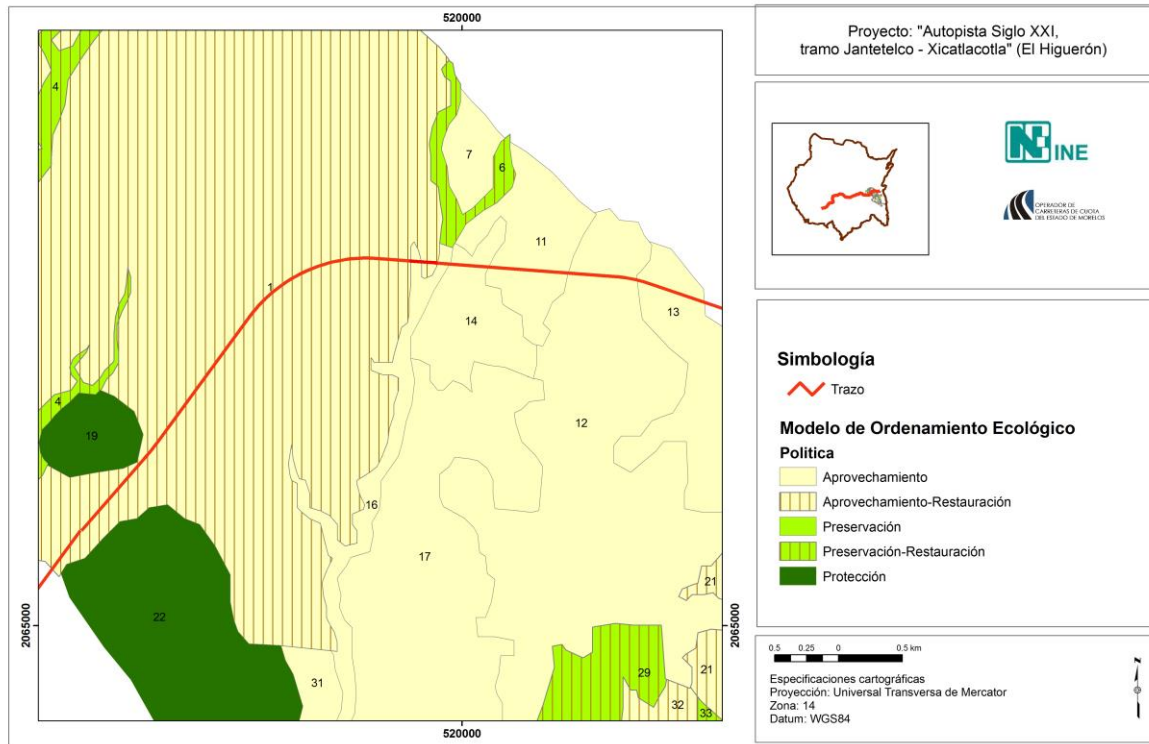 520000
4
7
6
11
1
13
14
4
12
19
16
17
21
22
2065000
2065000
21
29
31
32
33
520000
Proyecto: "Autopista Siglo XXI,
tramo Jantetelco - Xicatlacotla" (El Higuerón)
INE
OPERADOR DE
CARRETERAS DE CUOTA
DEL ESTADO DE MORELOS
Simbología
Trazo
Modelo de Ordenamiento Ecológico
Politica
Aprovechamiento
Aprovechamiento-Restauración
Preservación
Preservación-Restauración
Protección
0.5 0.25 0 0.5 km
Especificaciones cartográficas
Proyección: Universal Transversa de Mercator
Zona: 14
Datum: WGS84